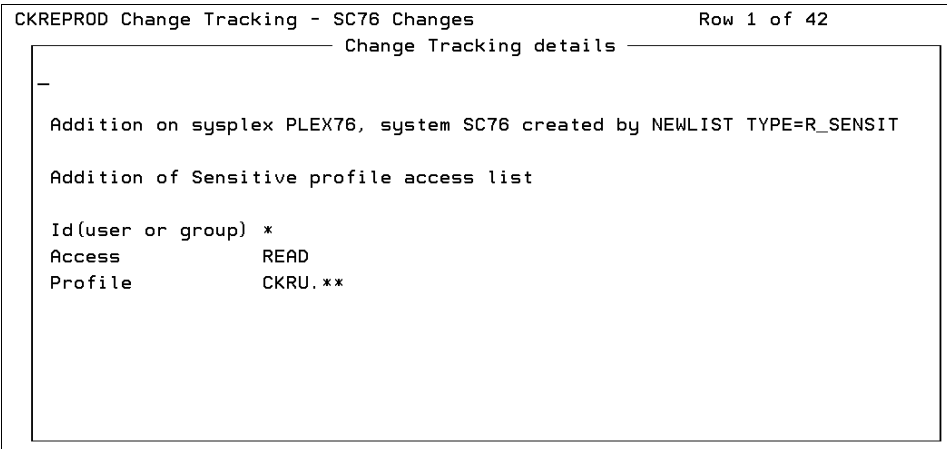 CKREPROD Change Tracking - SC76 Changes Row 1 of 42
Change Tracking details
_
Addition on sysplex PLEX76, system SC76 created by NEWLIST TYPE=R_SENSIT
Addition of Sensitive profile access list
Id(user or group) *
Access READ
Profile CKRU.**